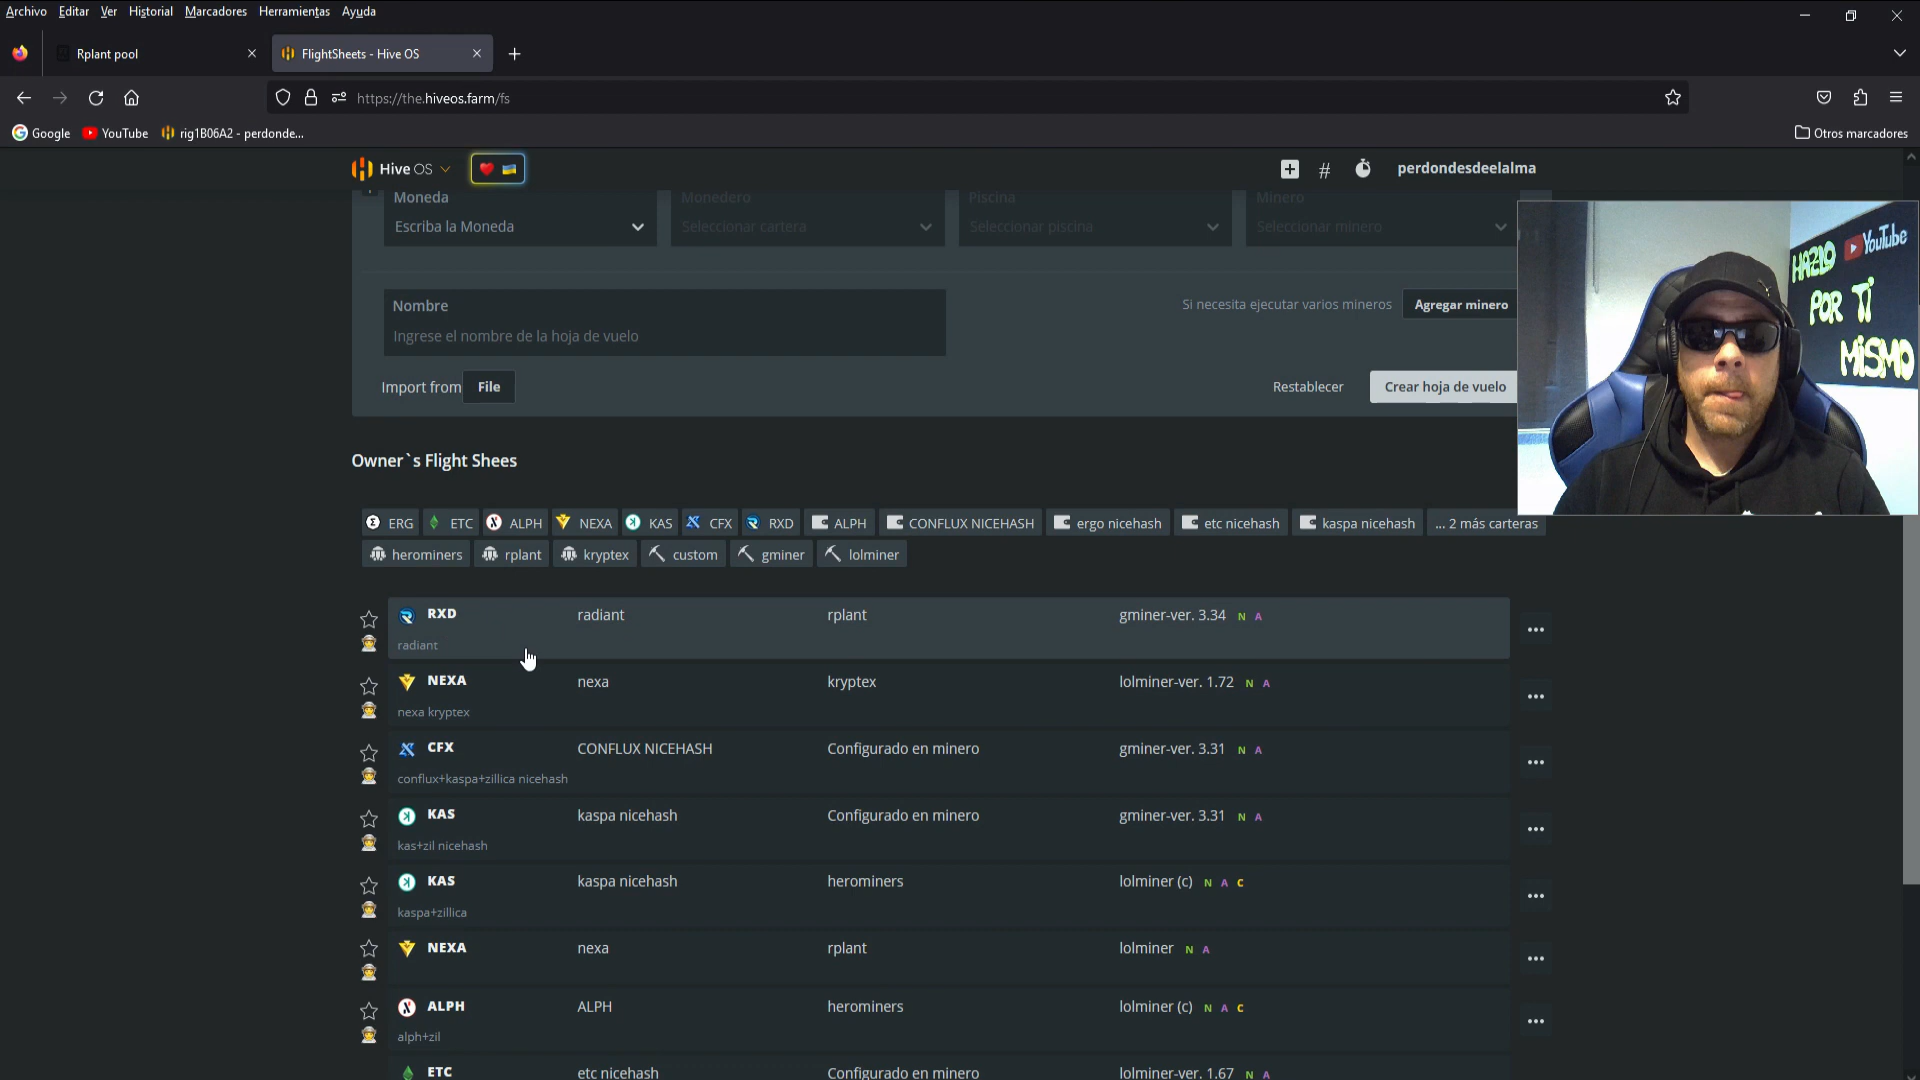 Archivo Editar Ver Historial Marcadores Herramientas Ayuda
Rplant pool
FlightSheets - Hive OS
https://the.hiveos.farm/fs
Google YouTube rig1B06A2 - perdonde...
Otros marcadores
Hive OS
perdondesdeelalma
Moneda Monedero Piscina Minero
Escriba la Moneda Seleccionar cartera Seleccionar piscina Seleccionar minero
Nombre
Ingrese el nombre de la hoja de vuelo
Si necesita ejecutar varios mineros Agregar minero
Import from File
Restablecer Crear hoja de vuelo
YouTube
HAZLO
POR TI
MISMO
Owner`s Flight Shees
ERG ETC ALPH NEXA KAS CFX RXD ALPH CONFLUX NICEHASH ergo nicehash etc nicehash kaspa nicehash ... 2 más carteras
herominers rplant kryptex custom gminer lolminer
RXD radiant rplant gminer-ver. 3.34 N A
radiant
NEXA nexa kryptex lolminer-ver. 1.72 N A
nexa kryptex
CFX CONFLUX NICEHASH Configurado en minero gminer-ver. 3.31 N A
conflux+kaspa+zillica nicehash
KAS kaspa nicehash Configurado en minero gminer-ver. 3.31 N A
kas+zil nicehash
KAS kaspa nicehash herominers lolminer (c) N A C
kaspa+zillica
NEXA nexa rplant lolminer N A
ALPH ALPH herominers lolminer (c) N A C
alph+zil
ETC etc nicehash Configurado en minero lolminer-ver. 1.67 N A